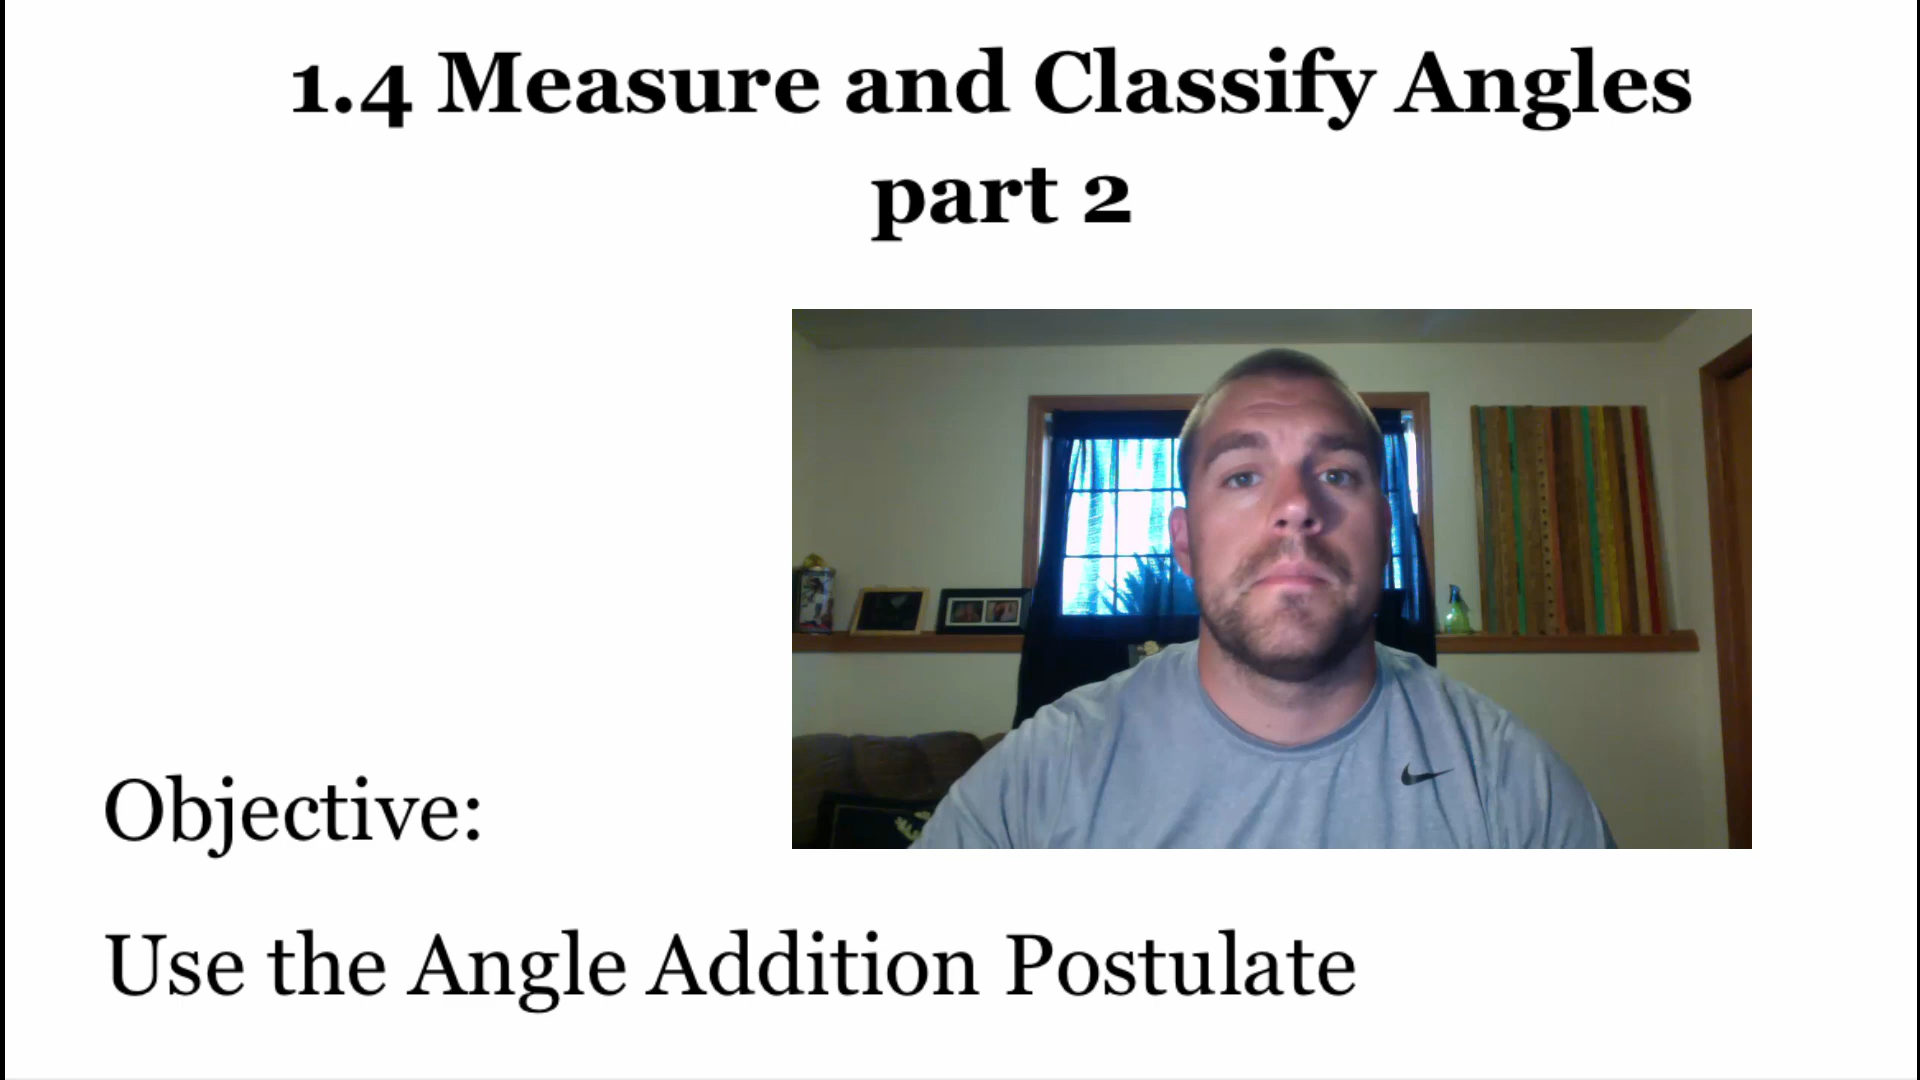 1.4 Measure and Classify Angles
part 2
Objective:
Use the Angle Addition Postulate